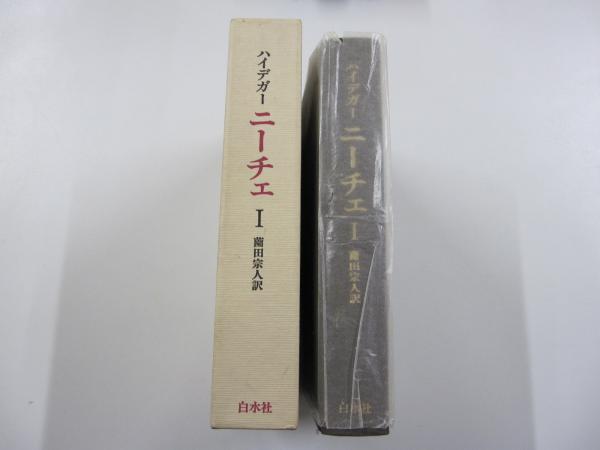 ハイデガー
ニーチェ
I
薗田宗人訳
白水社
ハイデガー
ニーチェ
I
薗田宗人訳
白水社